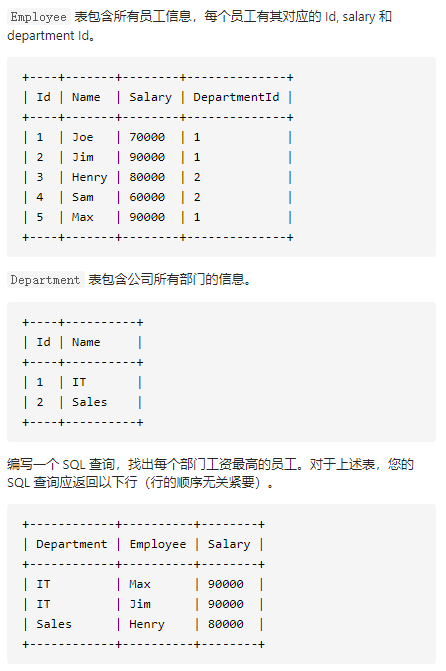 Employee 表包含所有员工信息，每个员工有其对应的 Id, salary 和
department Id。
+----+-------+--------+--------------+
| Id | Name  | Salary | DepartmentId |
+----+-------+--------+--------------+
| 1  | Joe   | 70000  | 1            |
| 2  | Jim   | 90000  | 1            |
| 3  | Henry | 80000  | 2            |
| 4  | Sam   | 60000  | 2            |
| 5  | Max   | 90000  | 1            |
+----+-------+--------+--------------+
Department 表包含公司所有部门的信息。
+----+----------+
| Id | Name     |
+----+----------+
| 1  | IT       |
| 2  | Sales    |
+----+----------+
编写一个 SQL 查询，找出每个部门工资最高的员工。对于上述表，您的
SQL 查询应返回以下行（行的顺序无关紧要）。
+------------+----------+--------+
| Department | Employee | Salary |
+------------+----------+--------+
| IT         | Max      | 90000  |
| IT         | Jim      | 90000  |
| Sales      | Henry    | 80000  |
+------------+----------+--------+